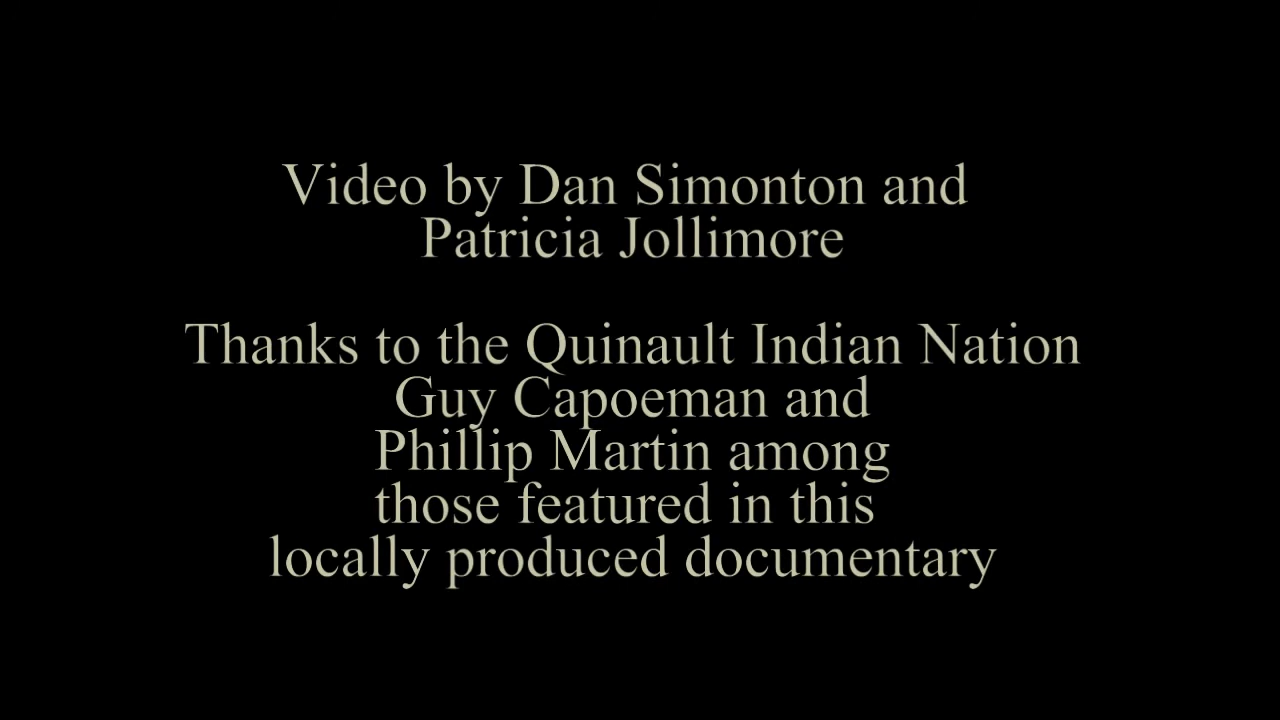 Video by Dan Simonton and
Patricia Jollimore
Thanks to the Quinault Indian Nation
Guy Capoeman and
Phillip Martin among
those featured in this
locally produced documentary